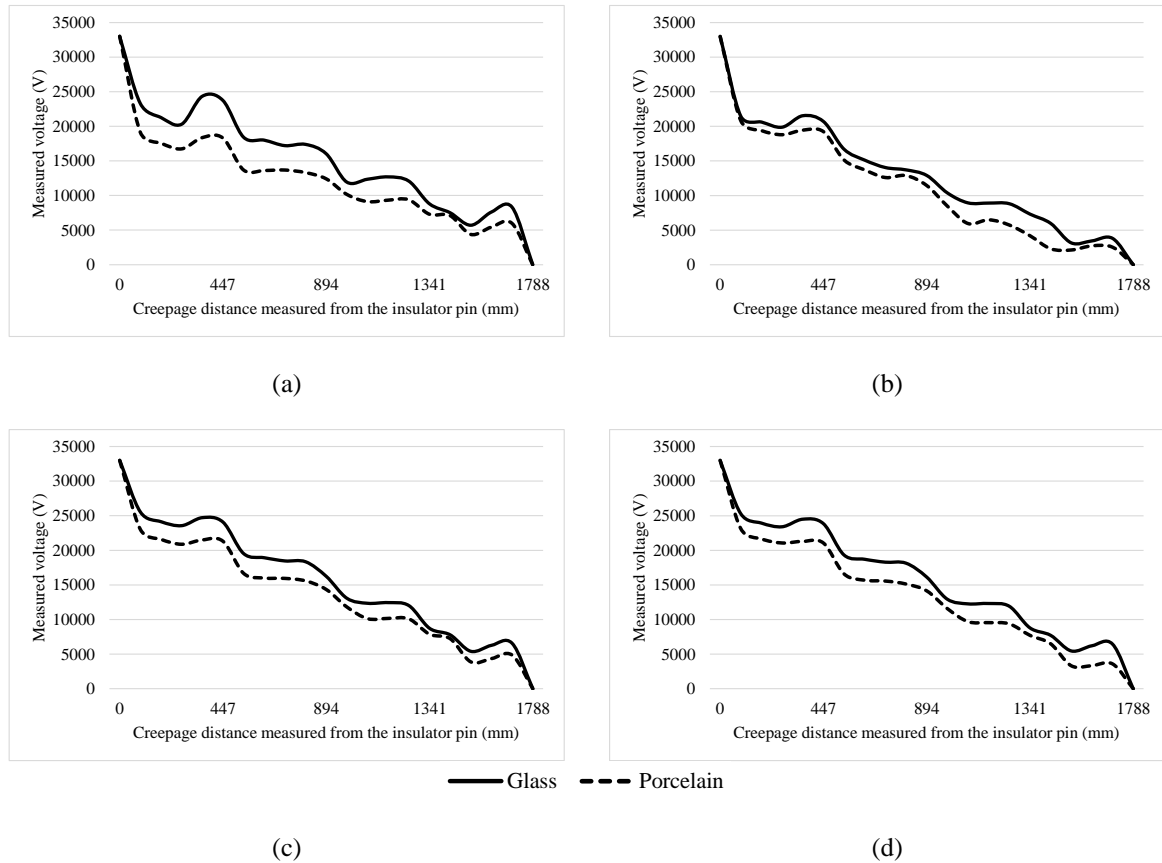 35000
30000
25000
20000
15000
10000
5000
0
Measured voltage (V)
0 447 894 1341 1788
Creepage distance measured from the insulator pin (mm)
(a)
35000
30000
25000
20000
15000
10000
5000
0
Measured voltage (V)
0 447 894 1341 1788
Creepage distance measured from the insulator pin (mm)
(b)
35000
30000
25000
20000
15000
10000
5000
0
Measured voltage (V)
0 447 894 1341 1788
Creepage distance measured from the insulator pin (mm)
35000
30000
25000
20000
15000
10000
5000
0
Measured voltage (V)
0 447 894 1341 1788
Creepage distance measured from the insulator pin (mm)
Glass Porcelain
(c)
(d)